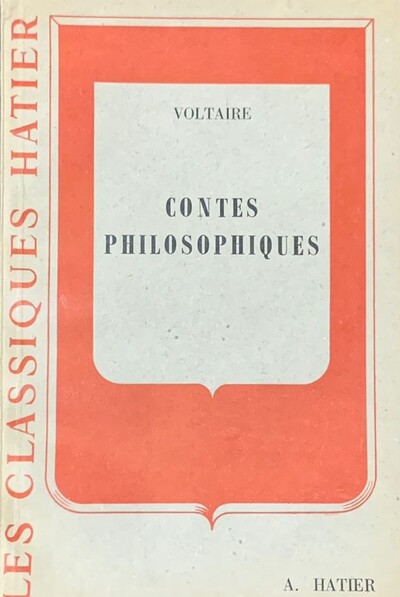 LES CLASSIQUES HATIER
VOLTAIRE
CONTES
PHILOSOPHIQUES
A. HATIER